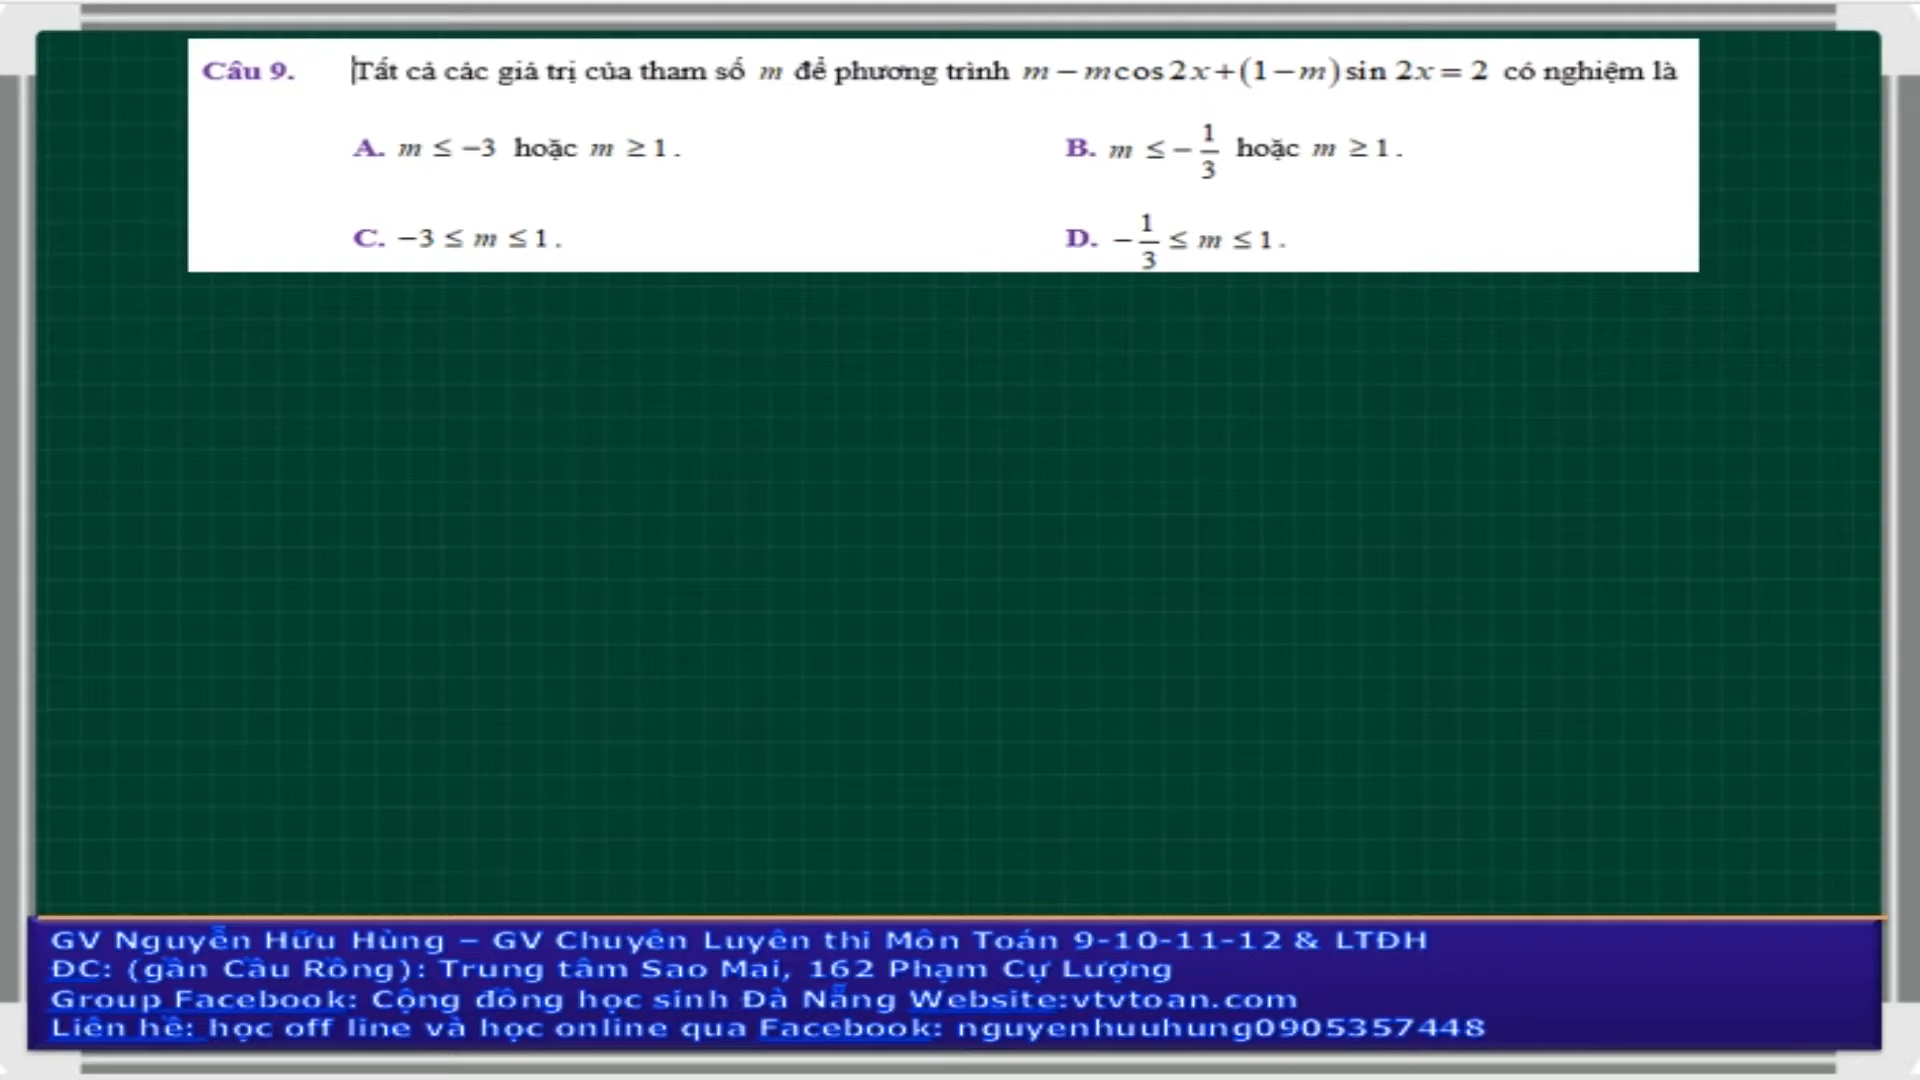 Câu 9. Tất cả các giá trị của tham số m để phương trình m − m cos 2x + (1 − m) sin 2x = 2 có nghiệm là
A. m ≤ −3 hoặc m ≥ 1. B. m ≤ −1/3 hoặc m ≥ 1.
C. −3 ≤ m ≤ 1. D. −1/3 ≤ m ≤ 1.
GV Nguyễn Hữu Hùng – GV Chuyên Luyện thi Môn Toán 9-10-11-12 & LTĐH
ĐC: (gần Cầu Rồng): Trung tâm Sao Mai, 162 Phạm Cự Lượng
Group Facebook: Cộng đồng học sinh Đà Nẵng Website:vtvtoan.com
Liên hề: học off line và học online qua Facebook: nguyenhuuhung0905357448